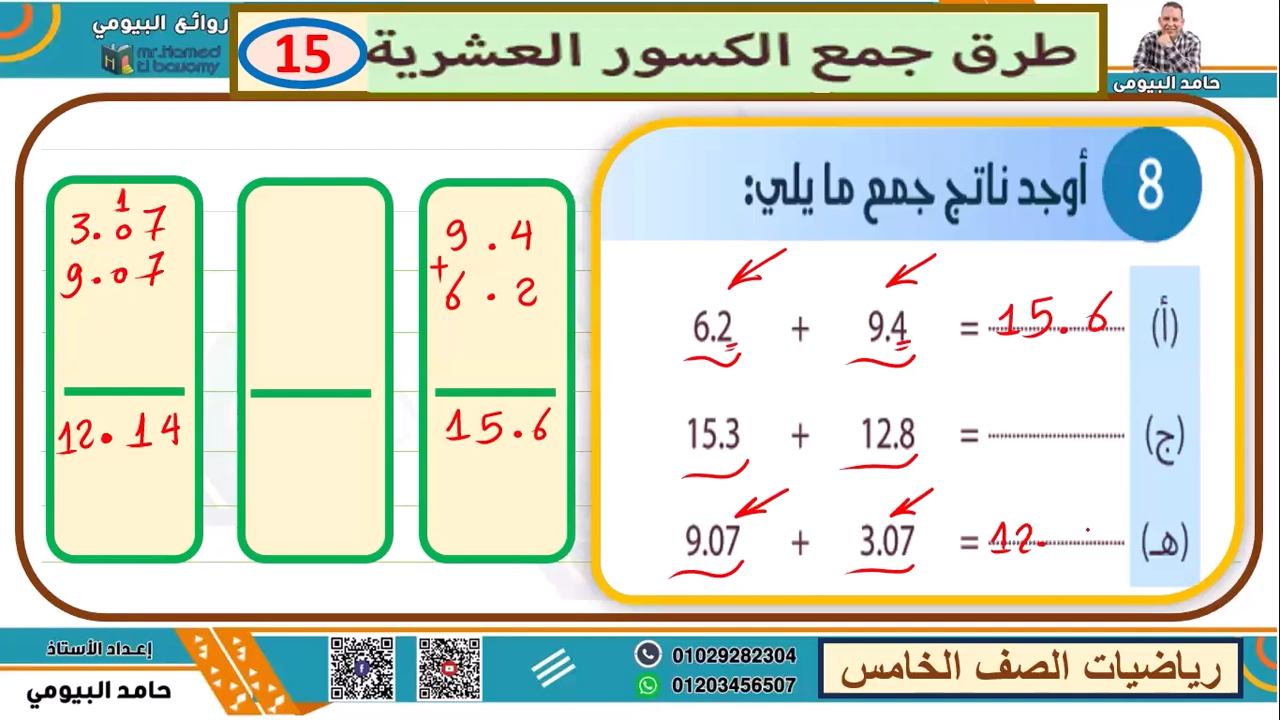 روائع البيومي
mr.Hamed
El bauomy
15
طرق جمع الكسور العشرية
حامد البيومى
8
أوجد ناتج جمع ما يلي:
6.2 + 9.4 = 15.6 (أ)
15.3 + 12.8 = (ج)
9.07 + 3.07 = 12. (هـ)
9.4
+
6.2
15.6
1
3.07
9.07
12.14
إعداد الأستاذ
حامد البيومي
01029282304
01203456507
رياضيات الصف الخامس